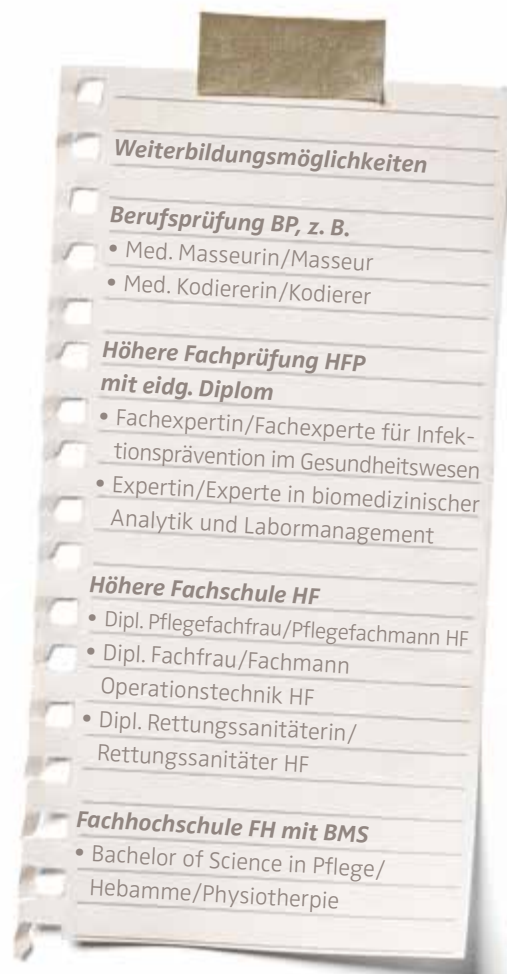 Weiterbildungsmöglichkeiten
Berufsprüfung BP, z. B.
• Med. Masseurin/Masseur
• Med. Kodiererin/Kodierer
Höhere Fachprüfung HFP
mit eidg. Diplom
• Fachexpertin/Fachexperte für Infek-
tionsprävention im Gesundheitswesen
• Expertin/Experte in biomedizinischer
Analytik und Labormanagement
Höhere Fachschule HF
• Dipl. Pflegefachfrau/Pflegefachmann HF
• Dipl. Fachfrau/Fachmann
Operationstechnik HF
• Dipl. Rettungssanitäterin/
Rettungssanitäter HF
Fachhochschule FH mit BMS
• Bachelor of Science in Pflege/
Hebamme/Physiotherpie